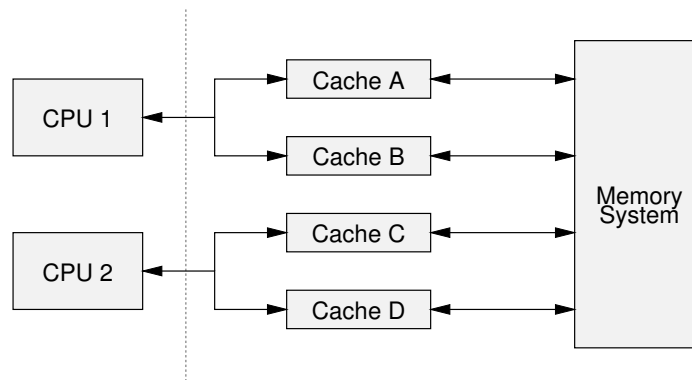 CPU 1
Cache A
Cache B
CPU 2
Cache C
Cache D
Memory
System